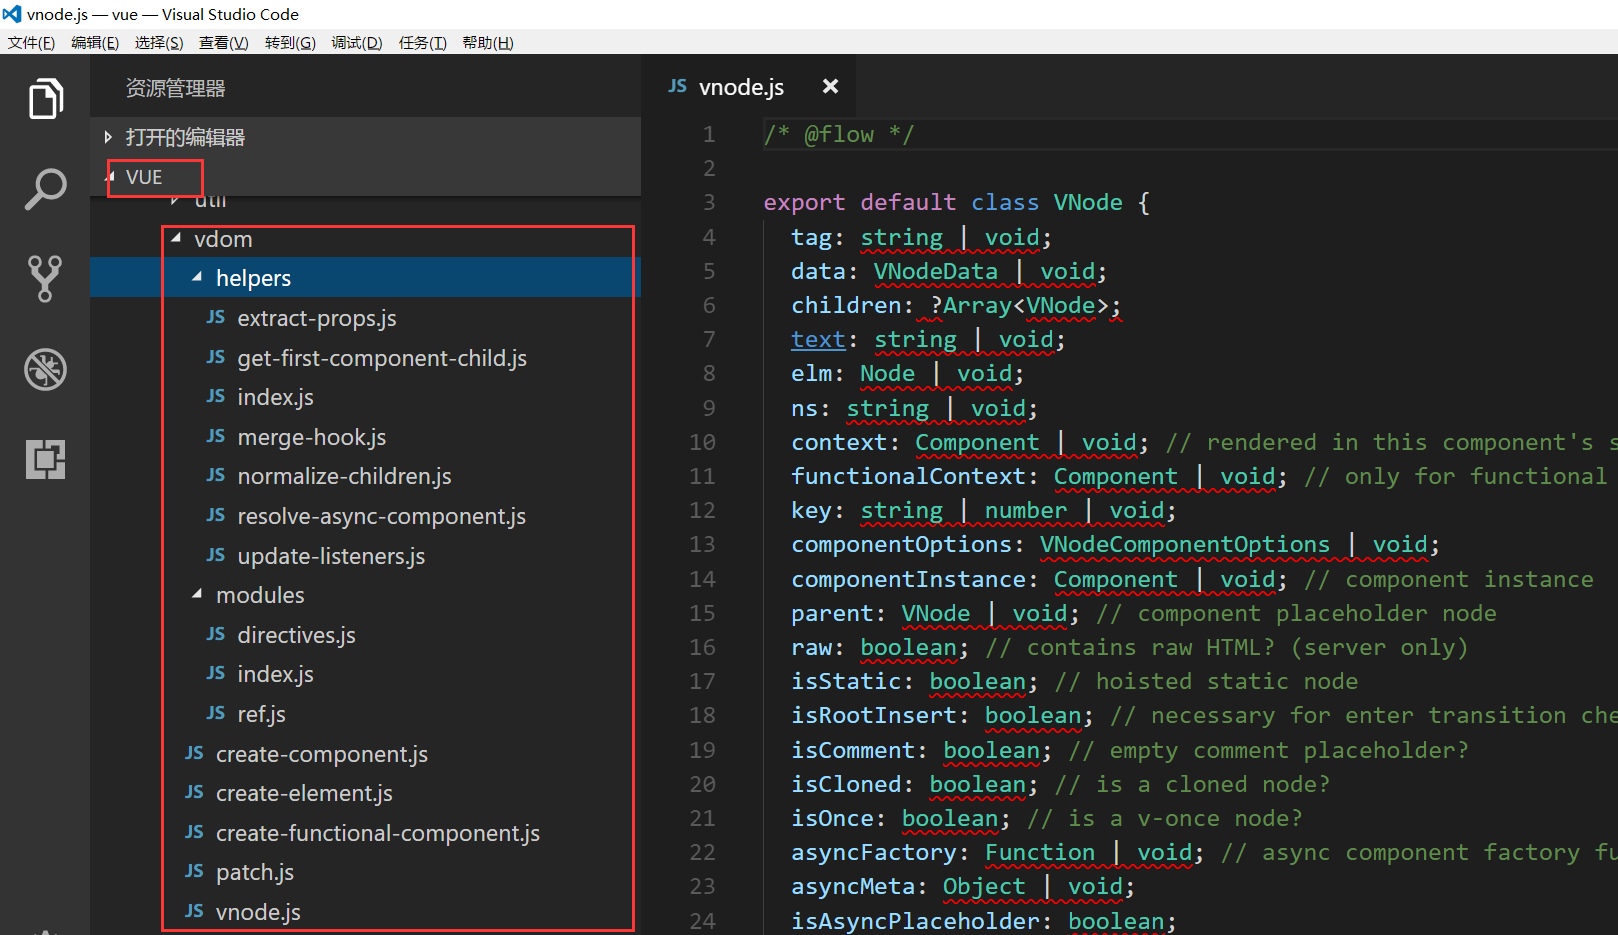 vnode.js — vue — Visual Studio Code
文件(F) 编辑(E) 选择(S) 查看(V) 转到(G) 调试(D) 任务(T) 帮助(H)
资源管理器
打开的编辑器
VUE
util
vdom
helpers
JS extract-props.js
JS get-first-component-child.js
JS index.js
JS merge-hook.js
JS normalize-children.js
JS resolve-async-component.js
JS update-listeners.js
modules
JS directives.js
JS index.js
JS ref.js
JS create-component.js
JS create-element.js
JS create-functional-component.js
JS patch.js
JS vnode.js
JS vnode.js ×
1 /* @flow */
2
3 export default class VNode {
4 tag: string | void;
5 data: VNodeData | void;
6 children: ?Array<VNode>;
7 text: string | void;
8 elm: Node | void;
9 ns: string | void;
10 context: Component | void; // rendered in this component's s
11 functionalContext: Component | void; // only for functional
12 key: string | number | void;
13 componentOptions: VNodeComponentOptions | void;
14 componentInstance: Component | void; // component instance
15 parent: VNode | void; // component placeholder node
16 raw: boolean; // contains raw HTML? (server only)
17 isStatic: boolean; // hoisted static node
18 isRootInsert: boolean; // necessary for enter transition che
19 isComment: boolean; // empty comment placeholder?
20 isCloned: boolean; // is a cloned node?
21 isOnce: boolean; // is a v-once node?
22 asyncFactory: Function | void; // async component factory fu
23 asyncMeta: Object | void;
24 isAsyncPlaceholder: boolean;